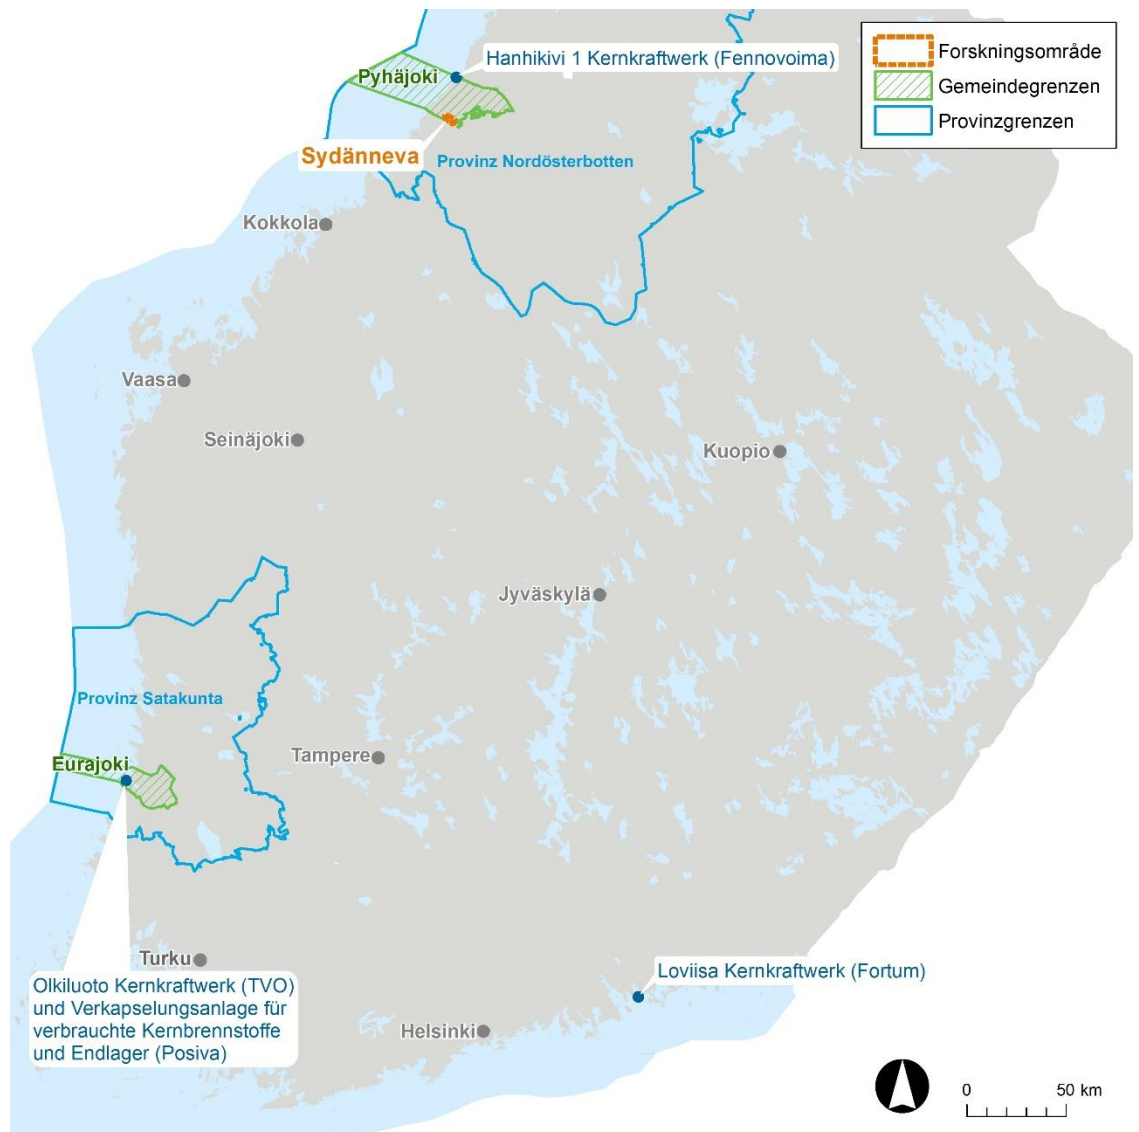 Forskningsområde
Gemeindegrenzen
Provinzgrenzen
Hanhikivi 1 Kernkraftwerk (Fennovoima)
Pyhäjoki
Sydänneva
Provinz Nordösterbotten
Kokkola
Vaasa
Seinäjoki
Kuopio
Jyväskylä
Provinz Satakunta
Eurajoki
Tampere
Turku
Olkiluoto Kernkraftwerk (TVO)
und Verkapselungsanlage für
verbrauchte Kernbrennstoffe
und Endlager (Posiva)
Loviisa Kernkraftwerk (Fortum)
Helsinki
0 50 km